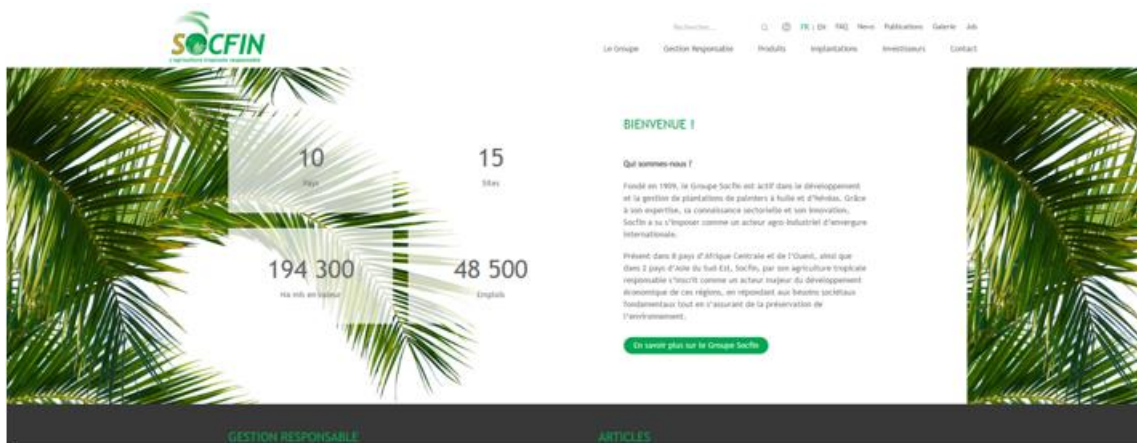 SOCFIN
L'agriculture tropicale responsable
Rechercher...
FR | EN FAQ News Publications Galerie Job
Le Groupe Gestion Responsable Produits Implantations Investisseurs Contact
10
Pays
15
Sites
194 300
Ha mis en valeur
48 500
Emplois
BIENVENUE !
Qui sommes-nous ?
Fondé en 1909, le Groupe Socfin est actif dans le développement
et la gestion de plantations de palmiers à huile et d'hévéas. Grâce
à son expertise, sa connaissance sectorielle et son innovation,
Socfin a su s'imposer comme un acteur agro-industriel d'envergure
internationale.
Présent dans 8 pays d'Afrique Centrale et de l'Ouest, ainsi que
dans 2 pays d'Asie du Sud-Est, Socfin, par son agriculture tropicale
responsable s'inscrit comme un acteur majeur du développement
économique de ces régions, en répondant aux besoins sociétaux
fondamentaux tout en s'assurant de la préservation de
l'environnement.
En savoir plus sur le Groupe Socfin
GESTION RESPONSABLE
ARTICLES